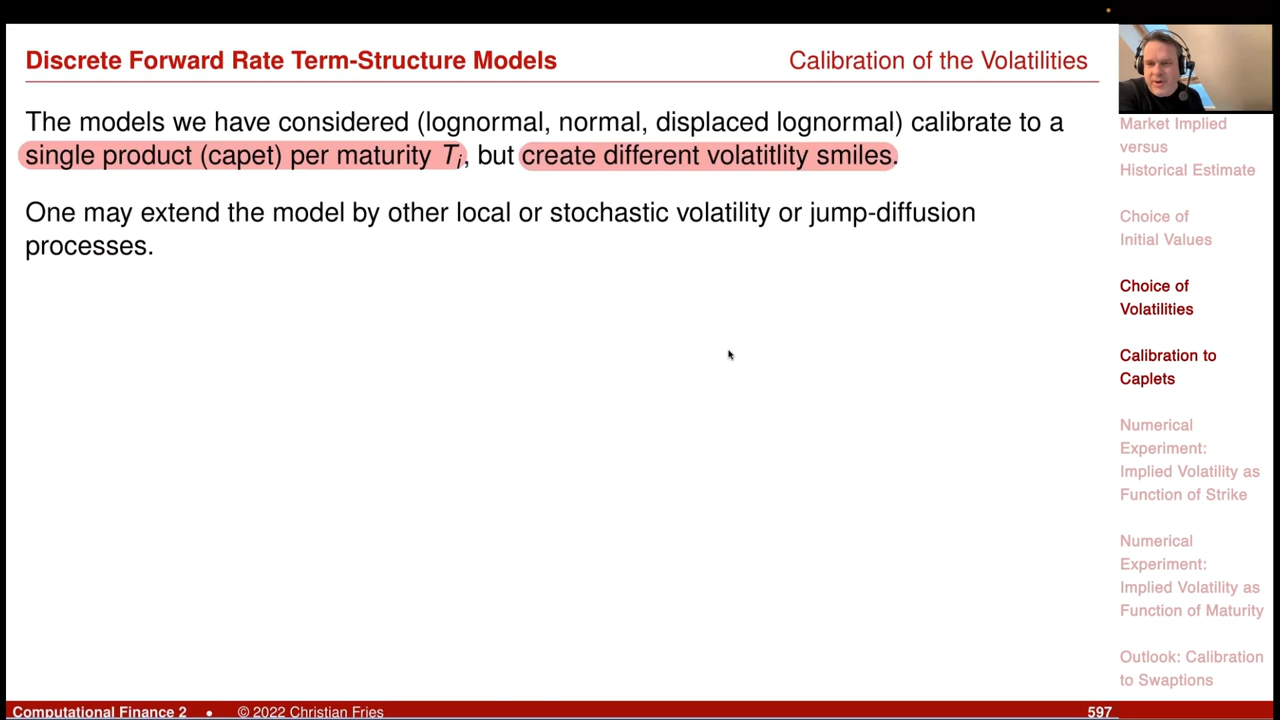 Discrete Forward Rate Term-Structure Models
Calibration of the Volatilities
The models we have considered (lognormal, normal, displaced lognormal) calibrate to a
single product (capet) per maturity Tᵢ, but create different volatitlity smiles.
One may extend the model by other local or stochastic volatility or jump-diffusion
processes.
Market Implied
versus
Historical Estimate
Choice of
Initial Values
Choice of
Volatilities
Calibration to
Caplets
Numerical
Experiment:
Implied Volatility as
Function of Strike
Numerical
Experiment:
Implied Volatility as
Function of Maturity
Outlook: Calibration
to Swaptions
Computational Finance 2 • © 2022 Christian Fries
597